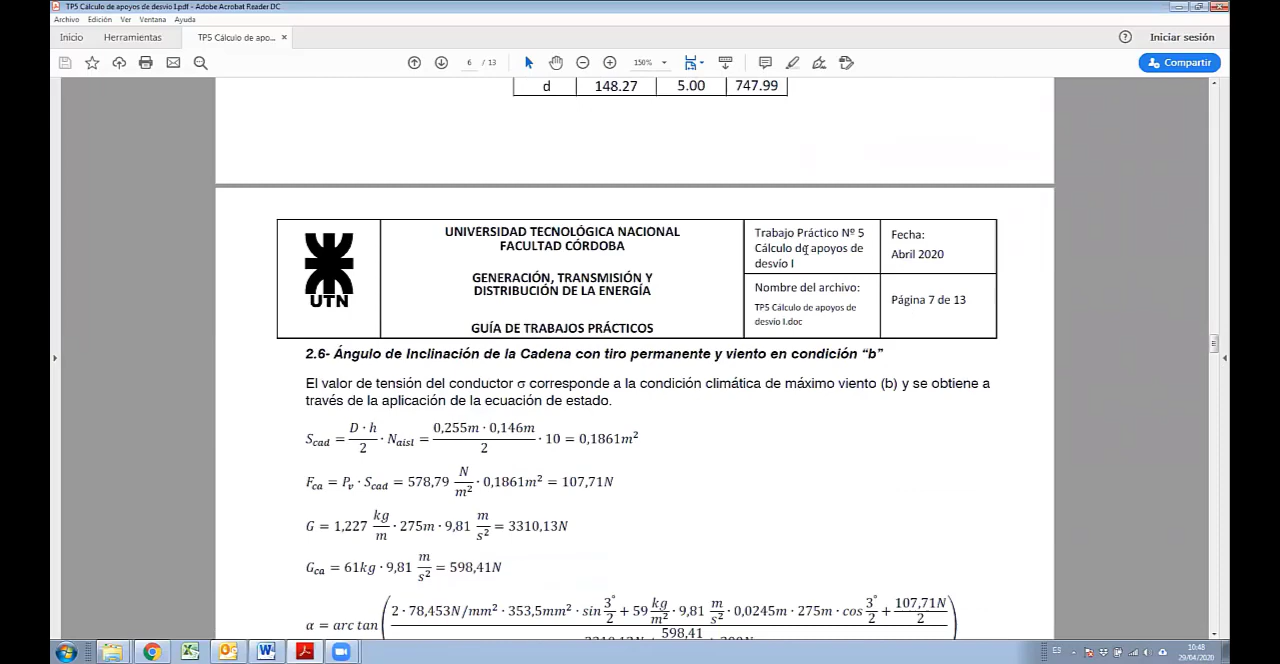 TP5 Cálculo de apoyos de desvio I.pdf - Adobe Acrobat Reader DC
Archivo Edición Ver Ventana Ayuda
Inicio Herramientas TP5 Cálculo de apo... × Iniciar sesión
6 / 13 150% Compartir
d 148.27 5.00 747.99
UTN
UNIVERSIDAD TECNOLÓGICA NACIONAL
FACULTAD CÓRDOBA
GENERACIÓN, TRANSMISIÓN Y
DISTRIBUCIÓN DE LA ENERGÍA
GUÍA DE TRABAJOS PRÁCTICOS
Trabajo Práctico Nº 5
Cálculo de apoyos de
desvío I
Fecha:
Abril 2020
Nombre del archivo:
TP5 Cálculo de apoyos de
desvio I.doc
Página 7 de 13
2.6- Ángulo de Inclinación de la Cadena con tiro permanente y viento en condición “b”
El valor de tensión del conductor σ corresponde a la condición climática de máximo viento (b) y se obtiene a
través de la aplicación de la ecuación de estado.
S_cad = D · h / 2 · N_aisl = 0,255m · 0,146m / 2 · 10 = 0,1861m²
F_ca = P_v · S_cad = 578,79 N/m² · 0,1861m² = 107,71N
G = 1,227 kg/m · 275m · 9,81 m/s² = 3310,13N
G_ca = 61kg · 9,81 m/s² = 598,41N
α = arc tan ( 2 · 78,453N/mm² · 353,5mm² · sin 3°/2 + 59 kg/m² · 9,81 m/s² · 0,0245m · 275m · cos 3°/2 + 107,71N/2 )
598,41
ES 10:48
29/04/2020